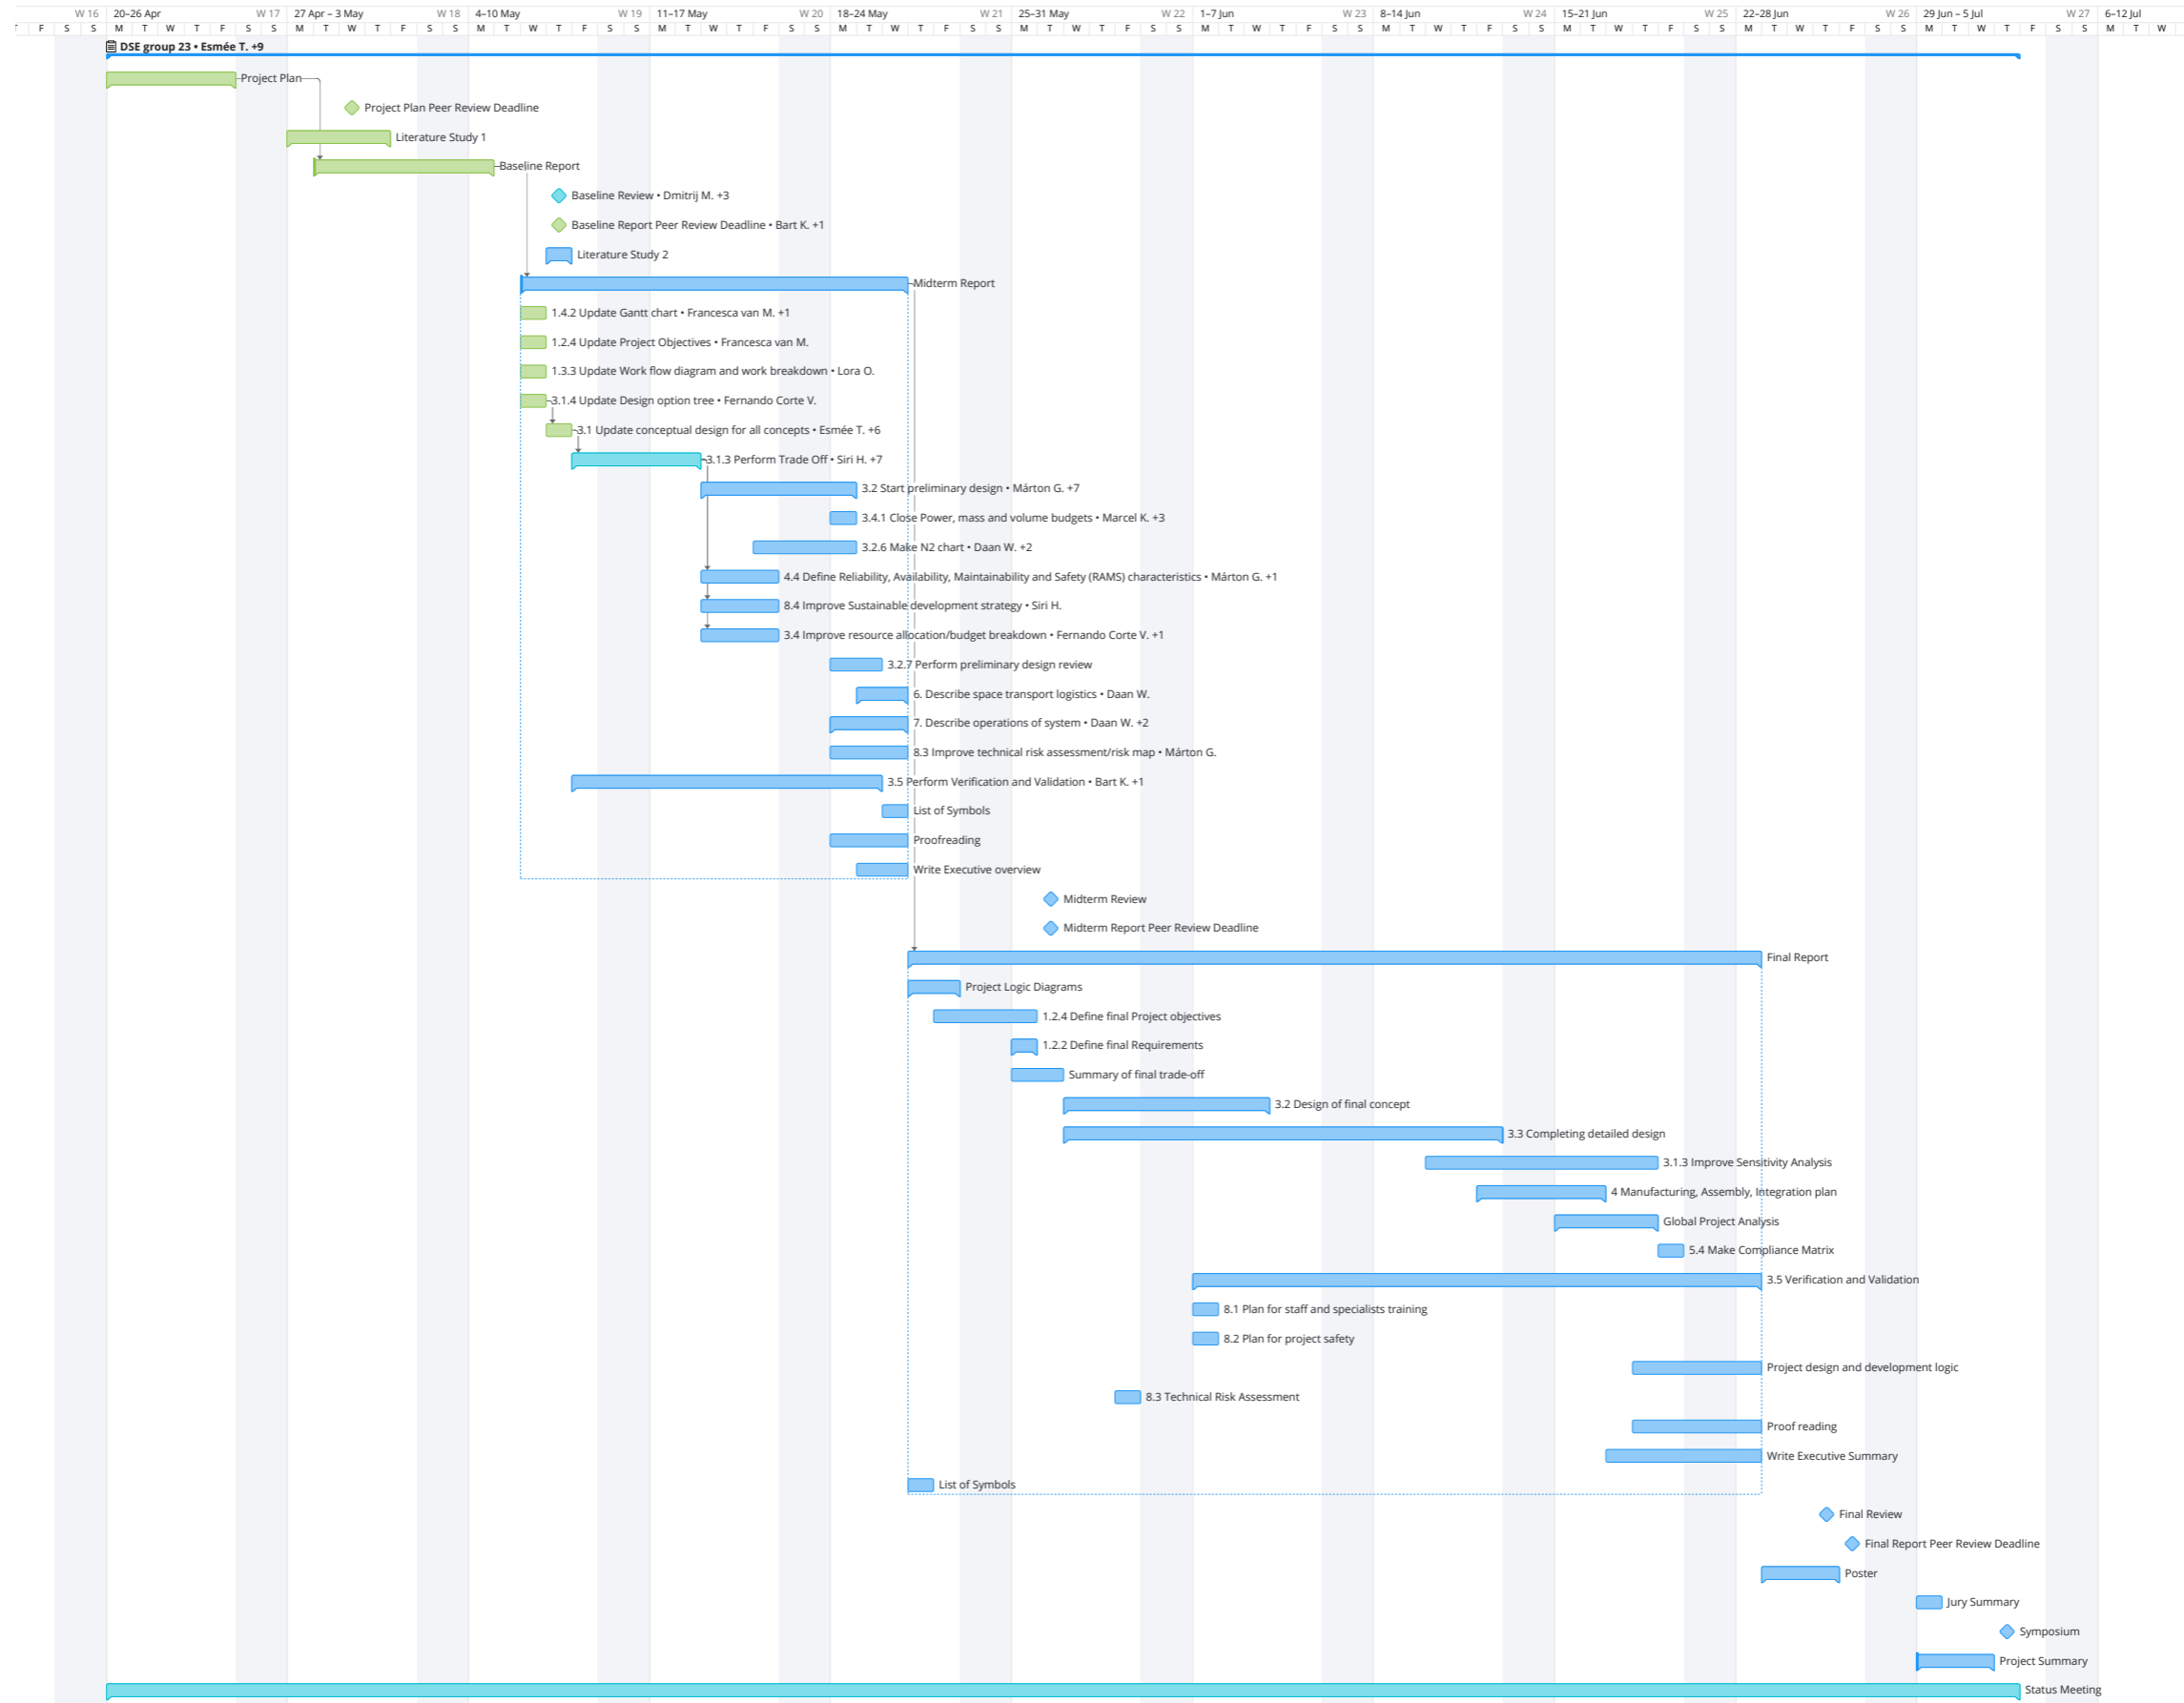 W 16 20–26 Apr W 17 27 Apr – 3 May W 18 4–10 May W 19 11–17 May W 20 18–24 May W 21 25–31 May W 22 1–7 Jun W 23 8–14 Jun W 24 15–21 Jun W 25 22–28 Jun W 26 29 Jun – 5 Jul W 27 6–12 Jul
F S S M T W T F S S M T W T F S S M T W T F S S M T W T F S S M T W T F S S M T W T F S S M T W T F S S M T W T F S S M T W T F S S M T W T F S S M T W T F S S M T W
DSE group 23 • Esmée T. +9
Project Plan
Project Plan Peer Review Deadline
Literature Study 1
Baseline Report
Baseline Review • Dmitrij M. +3
Baseline Report Peer Review Deadline • Bart K. +1
Literature Study 2
Midterm Report
1.4.2 Update Gantt chart • Francesca van M. +1
1.2.4 Update Project Objectives • Francesca van M.
1.3.3 Update Work flow diagram and work breakdown • Lora O.
3.1.4 Update Design option tree • Fernando Corte V.
3.1 Update conceptual design for all concepts • Esmée T. +6
3.1.3 Perform Trade Off • Siri H. +7
3.2 Start preliminary design • Márton G. +7
3.4.1 Close Power, mass and volume budgets • Marcel K. +3
3.2.6 Make N2 chart • Daan W. +2
4.4 Define Reliability, Availability, Maintainability and Safety (RAMS) characteristics • Márton G. +1
8.4 Improve Sustainable development strategy • Siri H.
3.4 Improve resource allocation/budget breakdown • Fernando Corte V. +1
3.2.7 Perform preliminary design review
6. Describe space transport logistics • Daan W.
7. Describe operations of system • Daan W. +2
8.3 Improve technical risk assessment/risk map • Márton G.
3.5 Perform Verification and Validation • Bart K. +1
List of Symbols
Proofreading
Write Executive overview
Midterm Review
Midterm Report Peer Review Deadline
Final Report
Project Logic Diagrams
1.2.4 Define final Project objectives
1.2.2 Define final Requirements
Summary of final trade-off
3.2 Design of final concept
3.3 Completing detailed design
3.1.3 Improve Sensitivity Analysis
4 Manufacturing, Assembly, Integration plan
Global Project Analysis
5.4 Make Compliance Matrix
3.5 Verification and Validation
8.1 Plan for staff and specialists training
8.2 Plan for project safety
Project design and development logic
8.3 Technical Risk Assessment
Proof reading
Write Executive Summary
List of Symbols
Final Review
Final Report Peer Review Deadline
Poster
Jury Summary
Symposium
Project Summary
Status Meeting